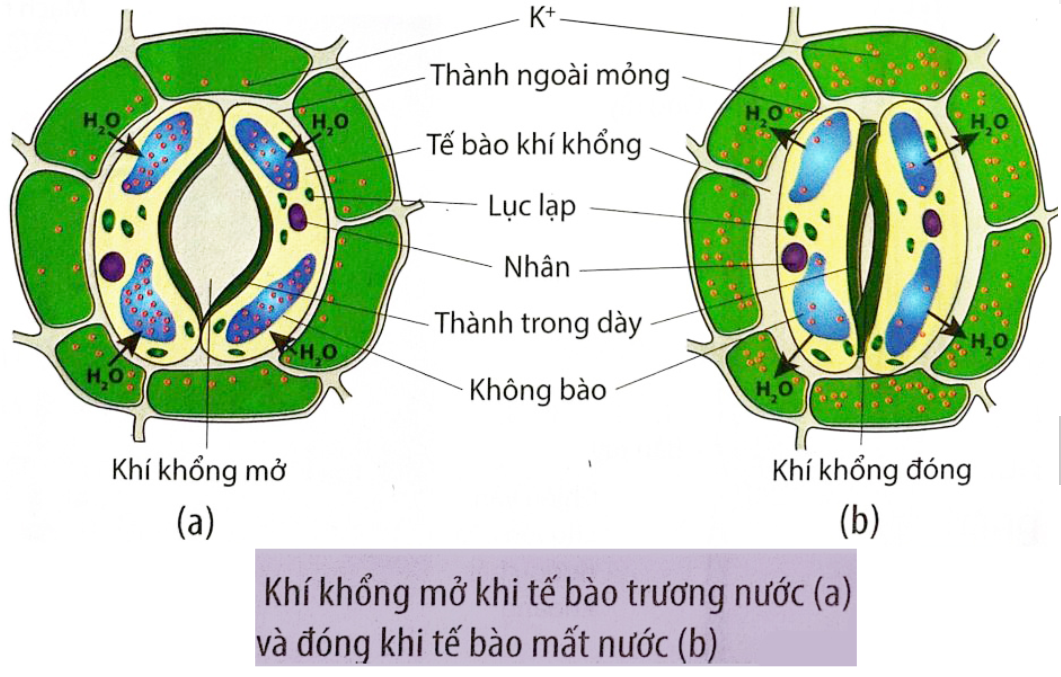 K⁺
Thành ngoài mỏng
H₂O
H₂O
H₂O
H₂O
Tế bào khí khổng
Lục lạp
Nhân
Thành trong dày
H₂O
H₂O
H₂O
H₂O
Không bào
Khí khổng mở
Khí khổng đóng
(a)
(b)
Khí khổng mở khi tế bào trương nước (a)
và đóng khi tế bào mất nước (b)